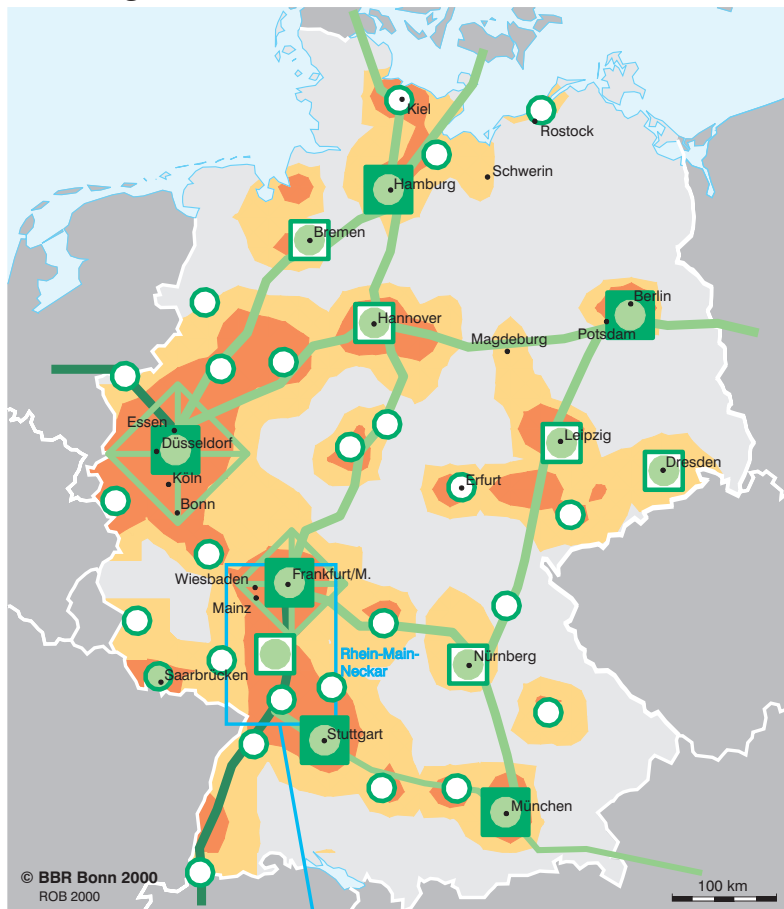 Kiel
Rostock
Schwerin
Hamburg
Bremen
Berlin
Hannover
Magdeburg
Potsdam
Essen
Düsseldorf
Leipzig
Köln
Dresden
Erfurt
Bonn
Wiesbaden
Frankfurt/M.
Mainz
Rhein-Main-
Neckar
Nürnberg
Saarbrücken
Stuttgart
München
© BBR Bonn 2000
ROB 2000
100 km